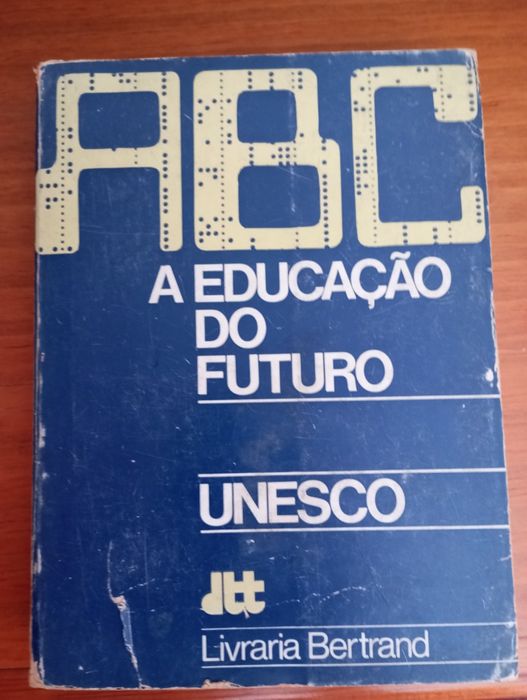 ABC
A EDUCAÇÃO
DO
FUTURO
UNESCO
dtt
Livraria Bertrand